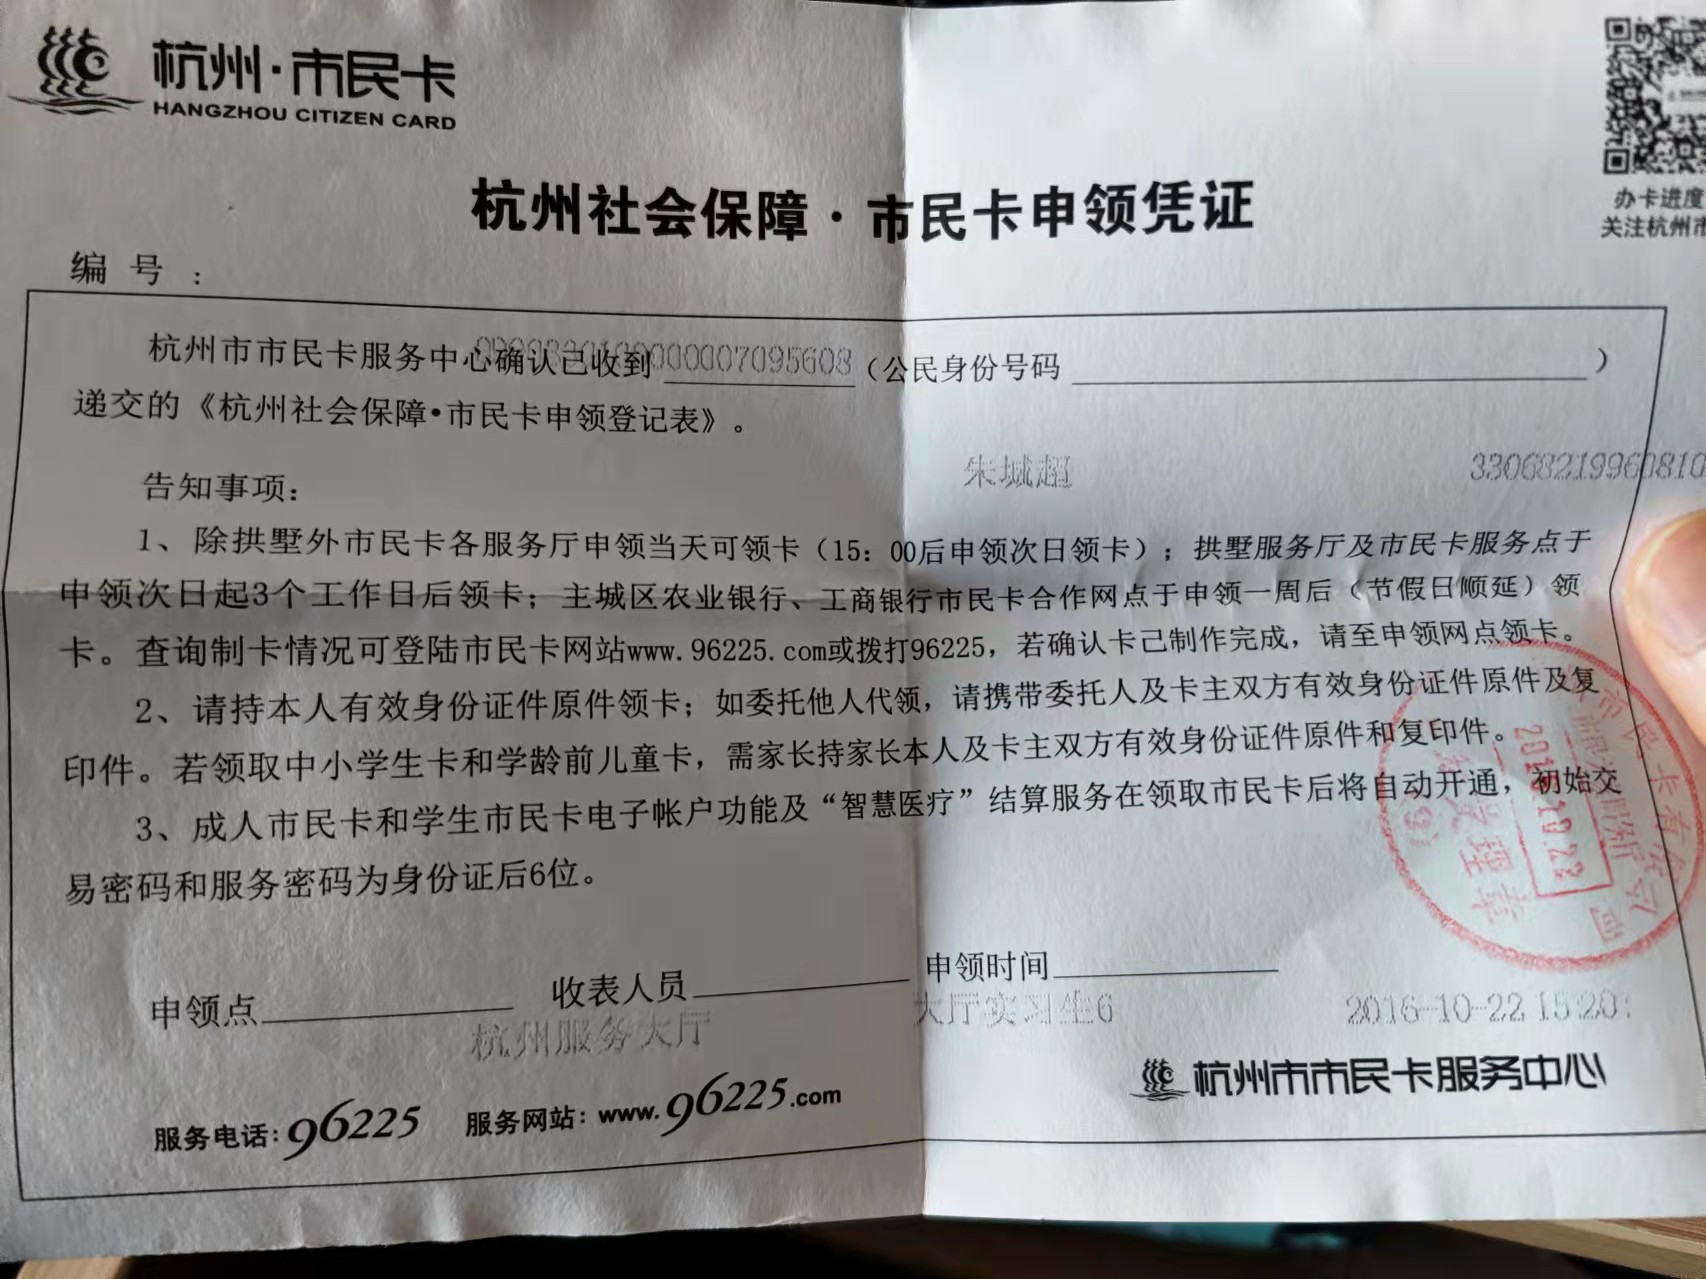 杭州·市民卡
HANGZHOU CITIZEN CARD
办卡进度
关注杭州市
杭州社会保障·市民卡申领凭证
编 号 ：
杭州市市民卡服务中心确认已收到 （公民身份号码 ）
0000007095608
递交的《杭州社会保障•市民卡申领登记表》。
朱城超 33068219960810
告知事项：
1、除拱墅外市民卡各服务厅申领当天可领卡（15：00后申领次日领卡）；拱墅服务厅及市民卡服务点于
申领次日起3个工作日后领卡；主城区农业银行、工商银行市民卡合作网点于申领一周后（节假日顺延）领
卡。查询制卡情况可登陆市民卡网站www.96225.com或拨打96225，若确认卡己制作完成，请至申领网点领卡。
2、请持本人有效身份证件原件领卡；如委托他人代领，请携带委托人及卡主双方有效身份证件原件及复
印件。若领取中小学生卡和学龄前儿童卡，需家长持家长本人及卡主双方有效身份证件原件和复印件。
3、成人市民卡和学生市民卡电子帐户功能及“智慧医疗”结算服务在领取市民卡后将自动开通，初始交
易密码和服务密码为身份证后6位。
市民卡有限公司
2016.10.22
受理章
申领点 收表人员 申领时间
杭州服务大厅 大厅实习生6 2016-10-22 15:20:
杭州市市民卡服务中心
服务电话：96225 服务网站：www.96225.com